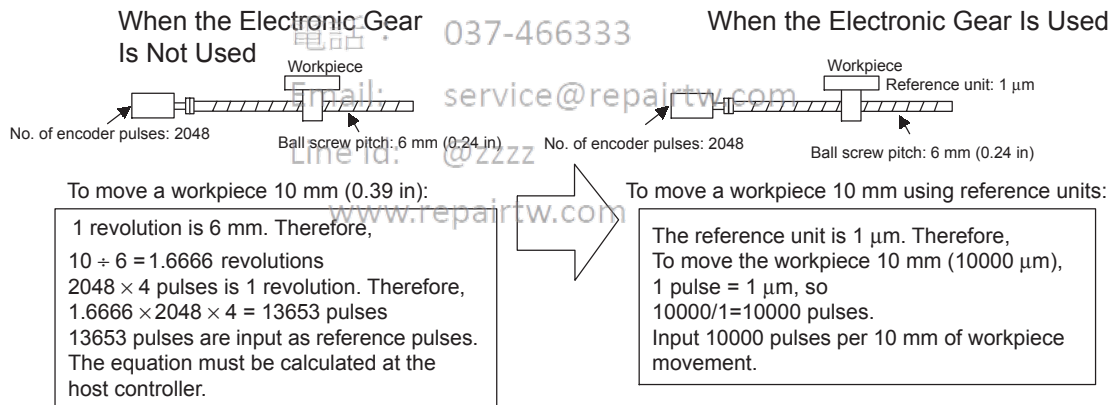 When the Electronic Gear
Is Not Used
Workpiece
No. of encoder pulses: 2048
Ball screw pitch: 6 mm (0.24 in)
To move a workpiece 10 mm (0.39 in):
1 revolution is 6 mm. Therefore,
10 ÷ 6 = 1.6666 revolutions
2048 × 4 pulses is 1 revolution. Therefore,
1.6666 × 2048 × 4 = 13653 pulses
13653 pulses are input as reference pulses.
The equation must be calculated at the
host controller.
When the Electronic Gear Is Used
Workpiece
Reference unit: 1 μm
No. of encoder pulses: 2048
Ball screw pitch: 6 mm (0.24 in)
To move a workpiece 10 mm using reference units:
The reference unit is 1 μm. Therefore,
To move the workpiece 10 mm (10000 μm),
1 pulse = 1 μm, so
10000/1=10000 pulses.
Input 10000 pulses per 10 mm of workpiece
movement.
電話: 037-466333
Email: service@repairtw.com
Line id: @zzzz
www.repairtw.com